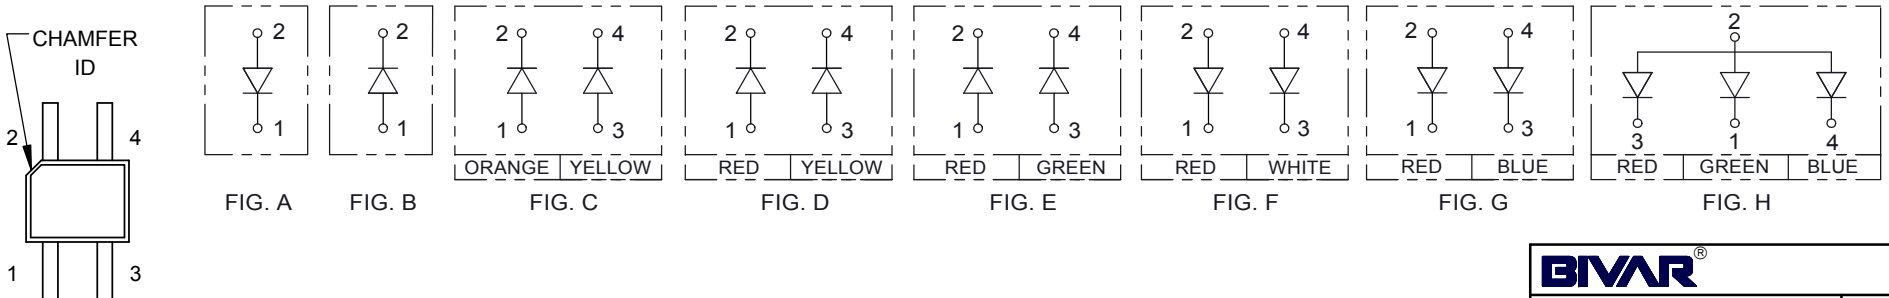 CHAMFER
ID
2 4
1 3
2
1
FIG. A
2
1
FIG. B
2 4
1 3
ORANGE YELLOW
FIG. C
2 4
1 3
RED YELLOW
FIG. D
2 4
1 3
RED GREEN
FIG. E
2 4
1 3
RED WHITE
FIG. F
2 4
1 3
RED BLUE
FIG. G
2
3 1 4
RED GREEN BLUE
FIG. H
BIVAR®